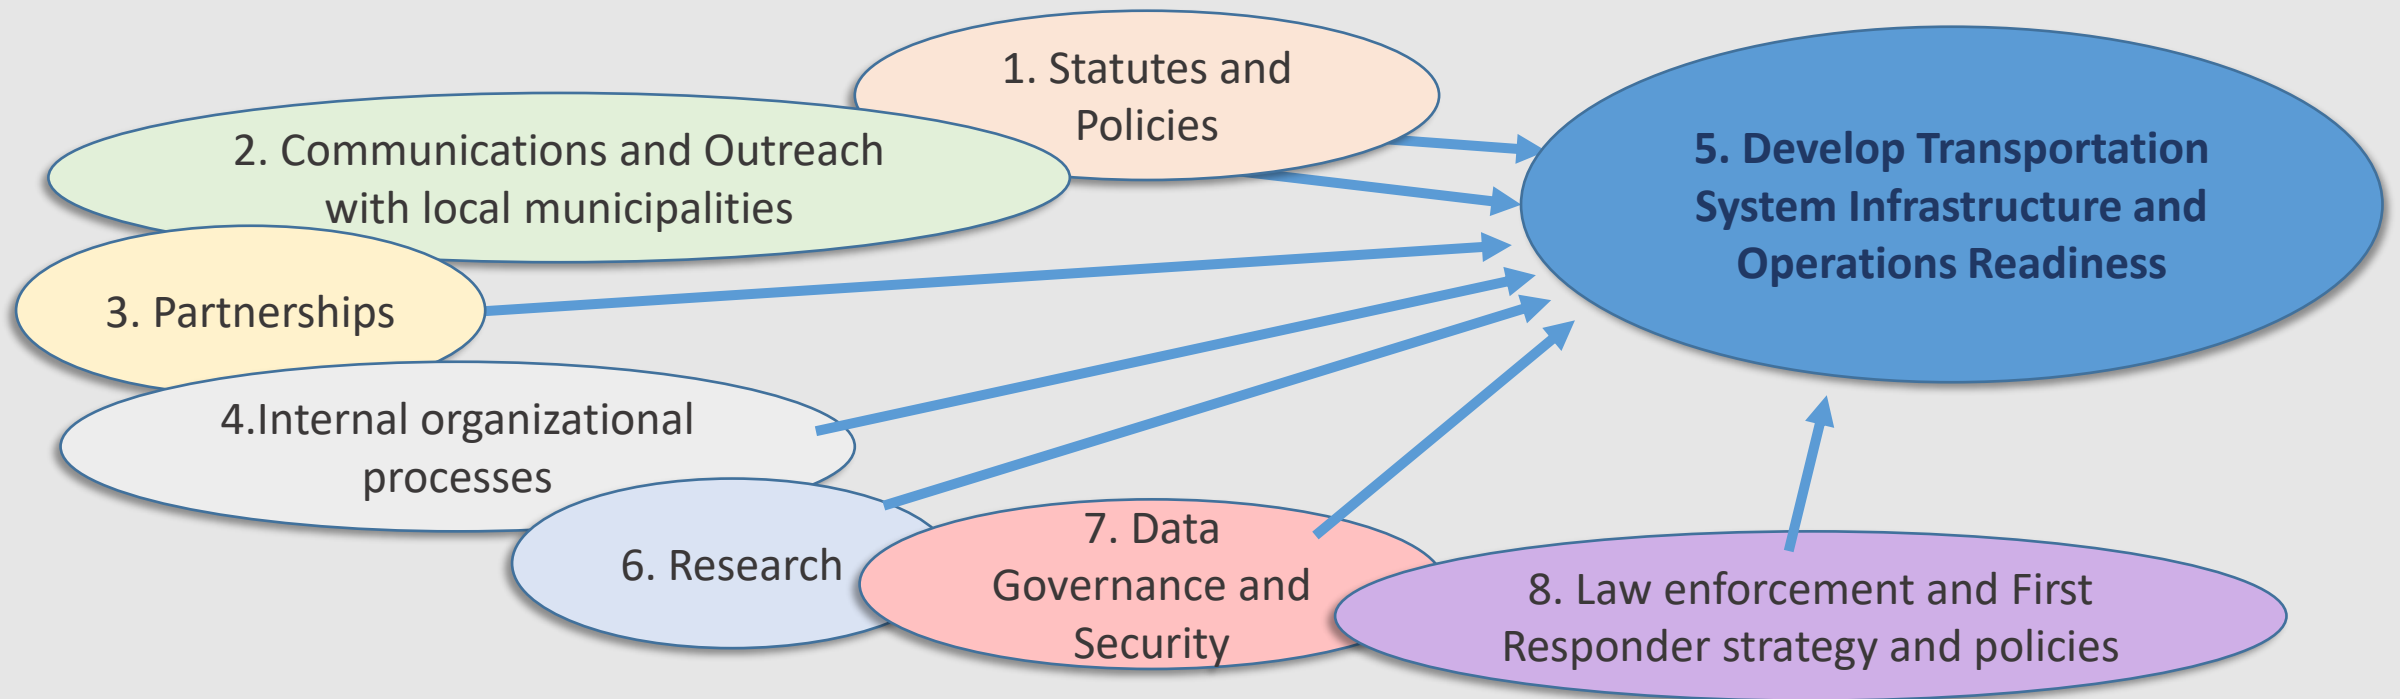 1. Statutes and
Policies
2. Communications and Outreach
with local municipalities
3. Partnerships
4.Internal organizational
processes
5. Develop Transportation
System Infrastructure and
Operations Readiness
6. Research
7. Data
Governance and
Security
8. Law enforcement and First
Responder strategy and policies